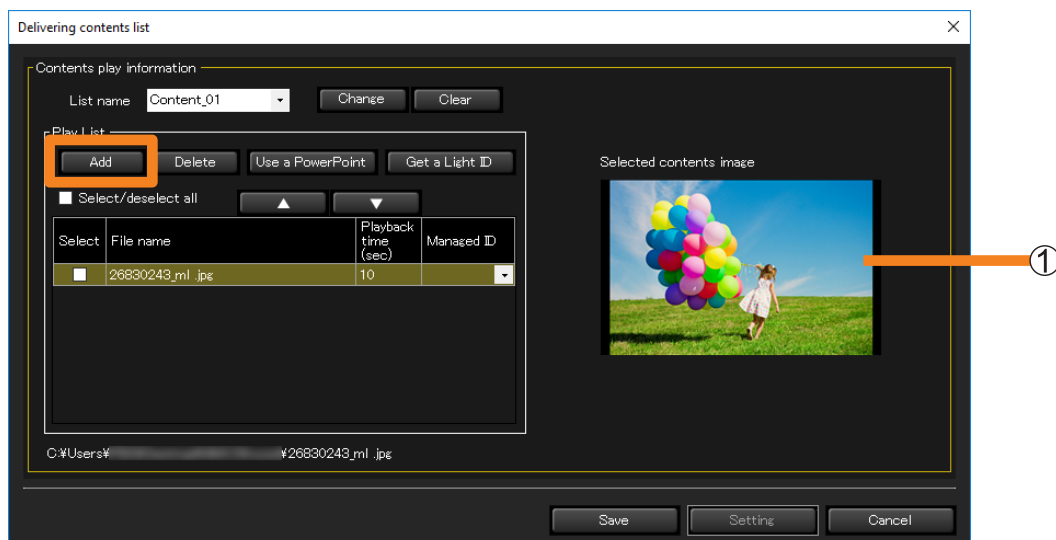 Delivering contents list
Contents play information
List name Content_01 Change Clear
Play List
Add Delete Use a PowerPoint Get a Light ID
Selected contents image
Select/deselect all ▲ ▼
Select File name Playback time (sec) Managed ID
26830243_ml .jpg 10
①
C:¥Users¥ ¥26830243_ml .jpg
Save Setting Cancel